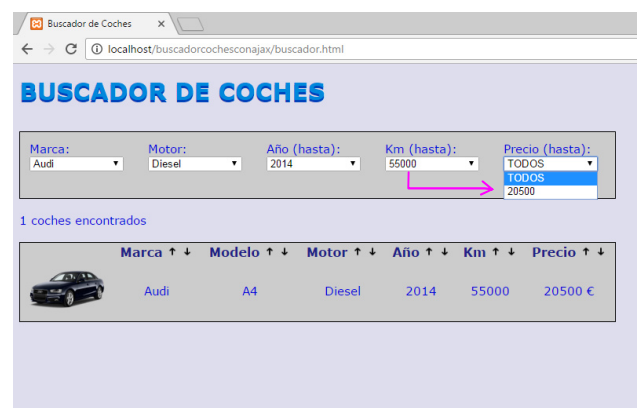 Buscador de Coches
localhost/buscadorcochesconajax/buscador.html
BUSCADOR DE COCHES
Marca: Motor: Año (hasta): Km (hasta): Precio (hasta):
Audi Diesel 2014 55000 TODOS
TODOS
20500
1 coches encontrados
Marca ↑ ↓ Modelo ↑ ↓ Motor ↑ ↓ Año ↑ ↓ Km ↑ ↓ Precio ↑ ↓
Audi A4 Diesel 2014 55000 20500 €